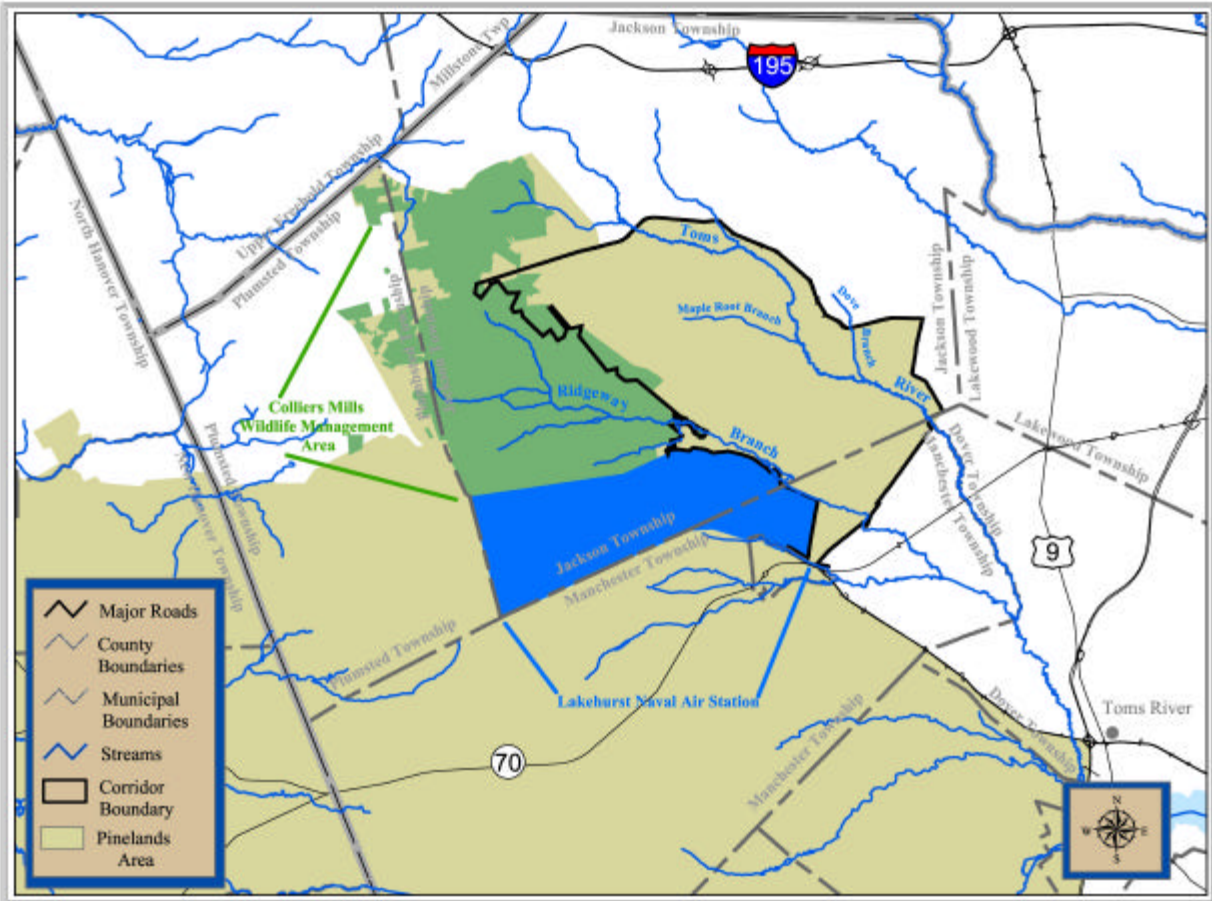 Jackson Township
195
Millstone Twp
Upper Freehold Township
Plumsted Township
North Hanover Township
Toms
Dove
Branch
Maple Root Branch
River
Jackson Township
Lakewood Township
Ridgeway
Branch
Colliers Mills
Wildlife Management
Area
Plumsted Township
Lakewood Township
Dover Township
Manchester Township
Jackson Township
Manchester Township
9
Plumsted Township
Lakehurst Naval Air Station
Manchester Township
Dover Township
Toms River
70
Major Roads
County
Boundaries
Municipal
Boundaries
Streams
Corridor
Boundary
Pinelands
Area
N
W
E
S